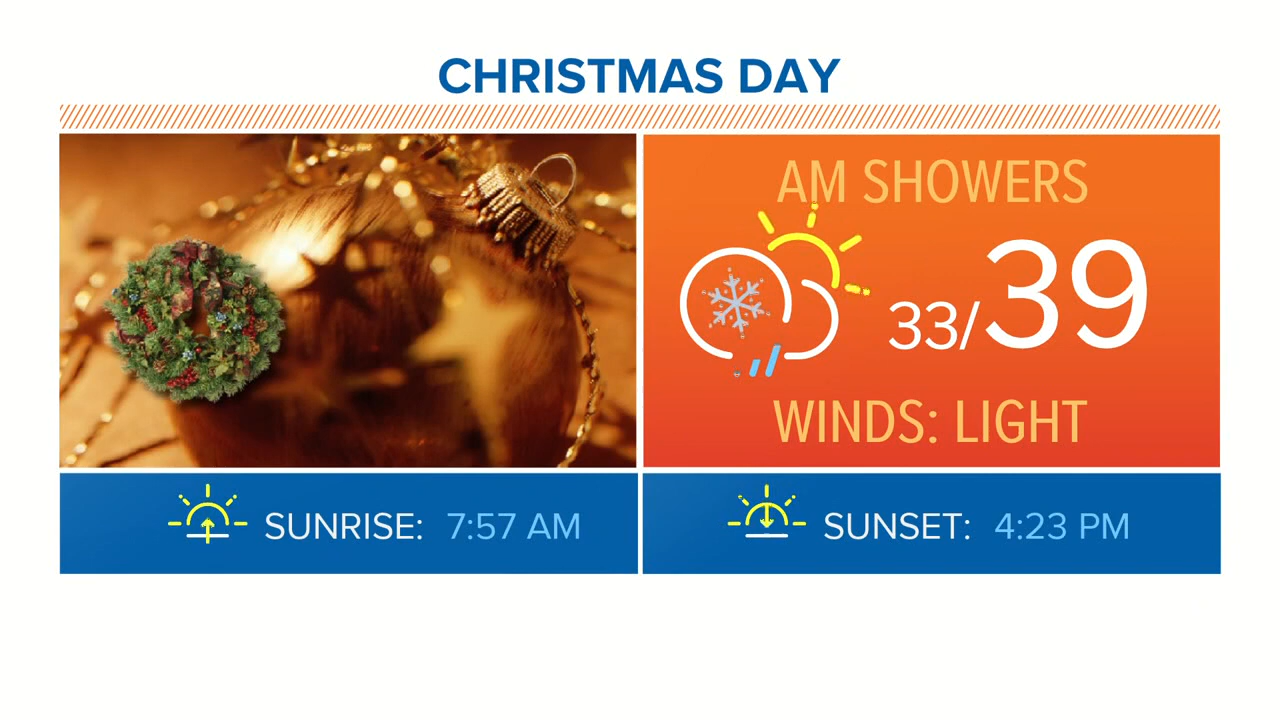 CHRISTMAS DAY
AM SHOWERS
33/39
WINDS: LIGHT
SUNRISE: 7:57 AM
SUNSET: 4:23 PM